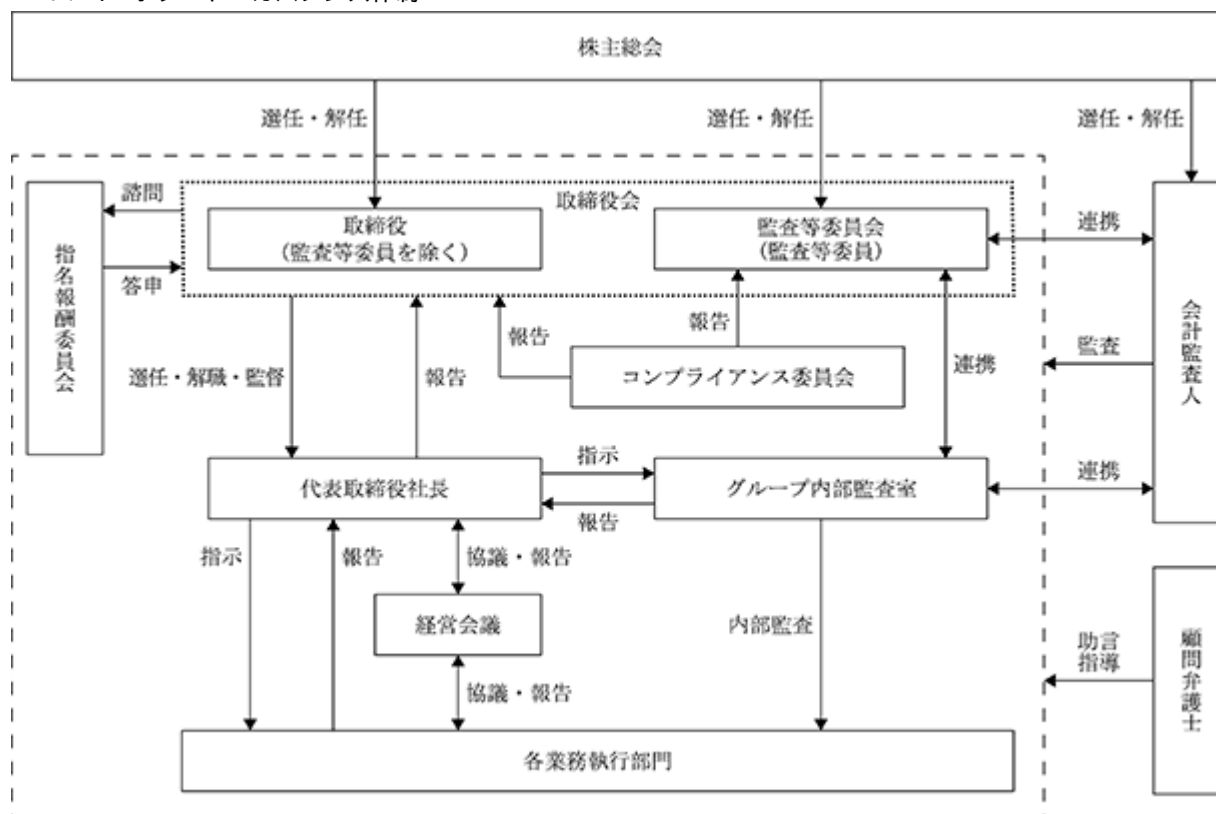 株主総会
選任・解任
選任・解任
選任・解任
諮問
取締役会
取締役
(監査等委員を除く)
監査等委員会
(監査等委員)
連携
指名報酬委員会
答申
会計監査人
選任・解職・監督
報告
報告
報告
コンプライアンス委員会
連携
監査
代表取締役社長
指示
報告
グループ内部監査室
連携
指示
報告
協議・報告
経営会議
内部監査
協議・報告
助言
指導
顧問弁護士
各業務執行部門